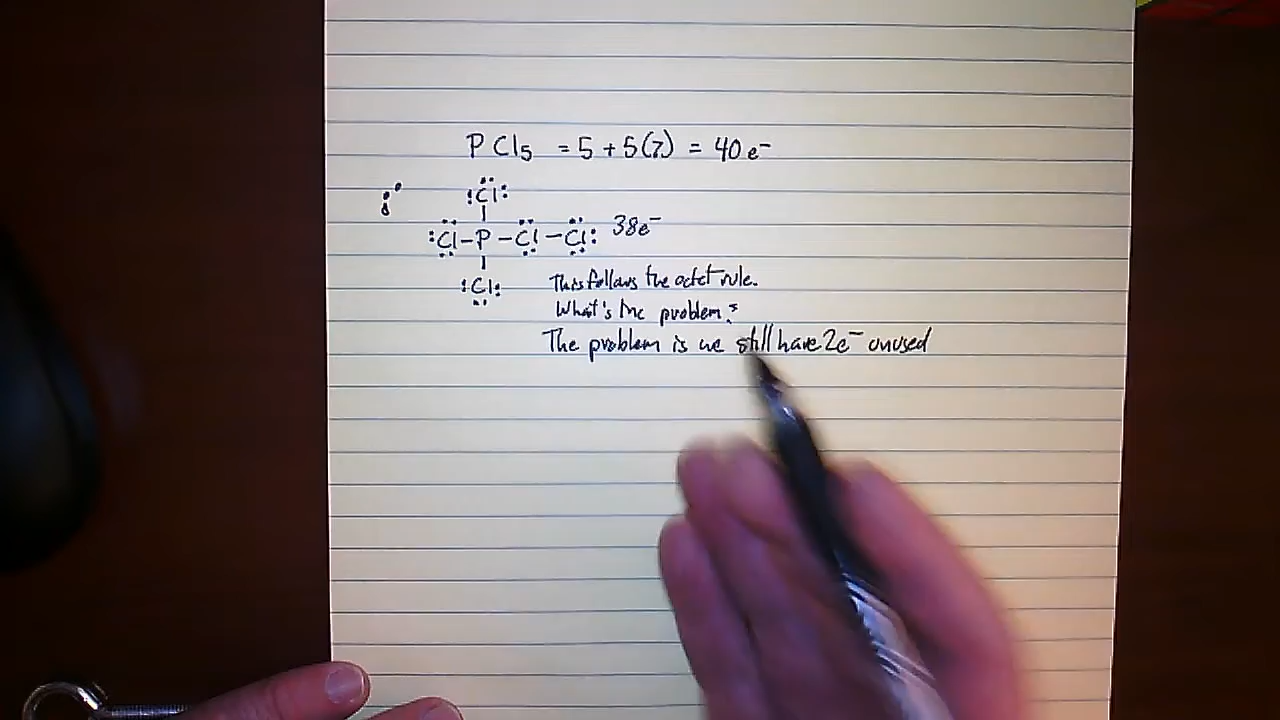 PCl5 = 5 + 5(7) = 40e⁻
:Cl:
:Cl-P-Cl-Cl: 38e⁻
:Cl:
This follows the octet rule.
What's the problem?
The problem is we still have 2e⁻ unused